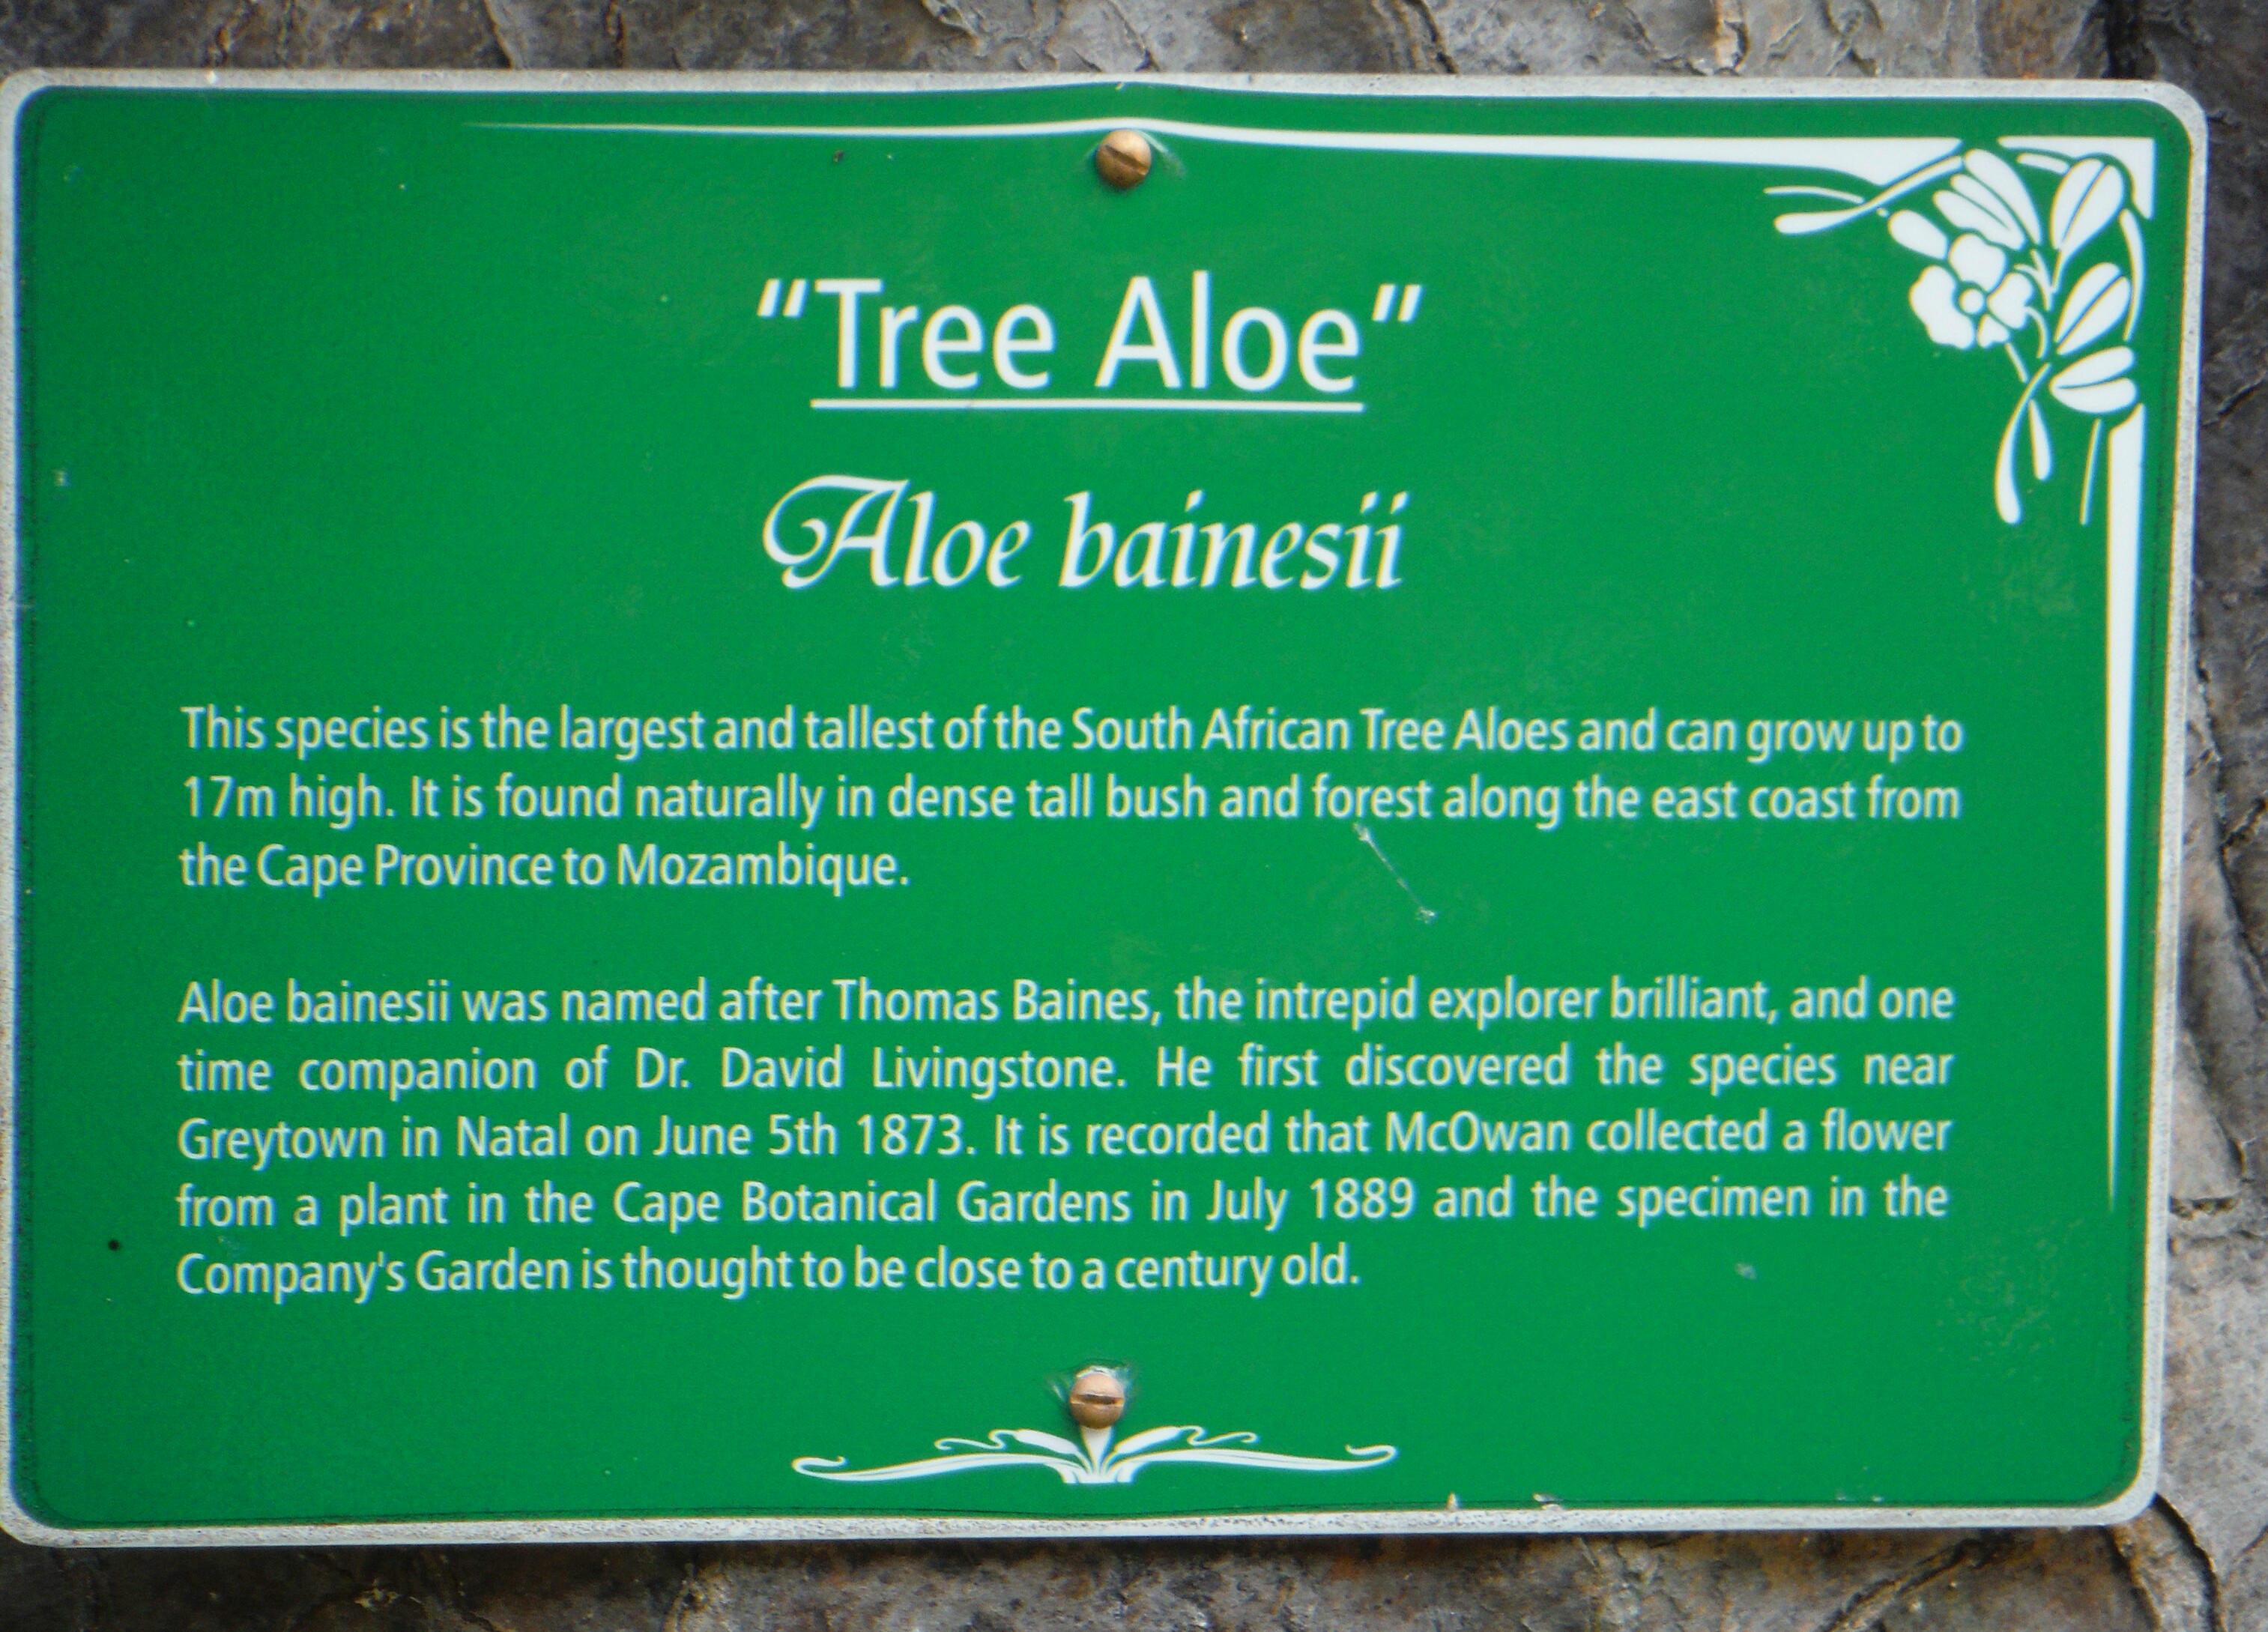 “Tree Aloe”
Aloe bainesii
This species is the largest and tallest of the South African Tree Aloes and can grow up to
17m high. It is found naturally in dense tall bush and forest along the east coast from
the Cape Province to Mozambique.
Aloe bainesii was named after Thomas Baines, the intrepid explorer brilliant, and one
time companion of Dr. David Livingstone. He first discovered the species near
Greytown in Natal on June 5th 1873. It is recorded that McOwan collected a flower
from a plant in the Cape Botanical Gardens in July 1889 and the specimen in the
Company's Garden is thought to be close to a century old.